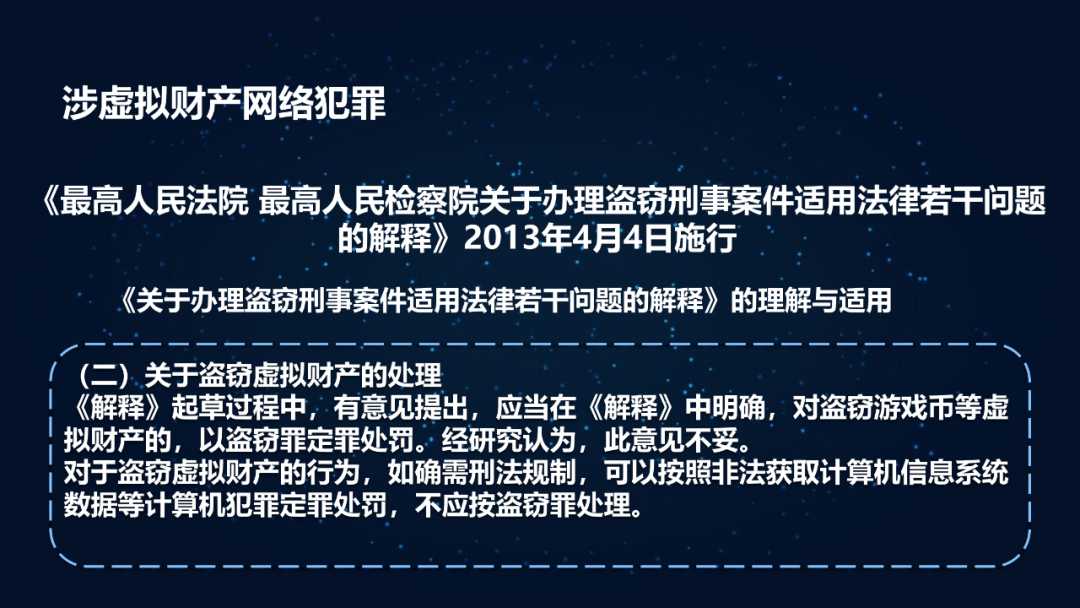 涉虚拟财产网络犯罪
《最高人民法院 最高人民检察院关于办理盗窃刑事案件适用法律若干问题
的解释》2013年4月4日施行
《关于办理盗窃刑事案件适用法律若干问题的解释》的理解与适用
（二）关于盗窃虚拟财产的处理
《解释》起草过程中，有意见提出，应当在《解释》中明确，对盗窃游戏币等虚
拟财产的，以盗窃罪定罪处罚。经研究认为，此意见不妥。
对于盗窃虚拟财产的行为，如确需刑法规制，可以按照非法获取计算机信息系统
数据等计算机犯罪定罪处罚，不应按盗窃罪处理。